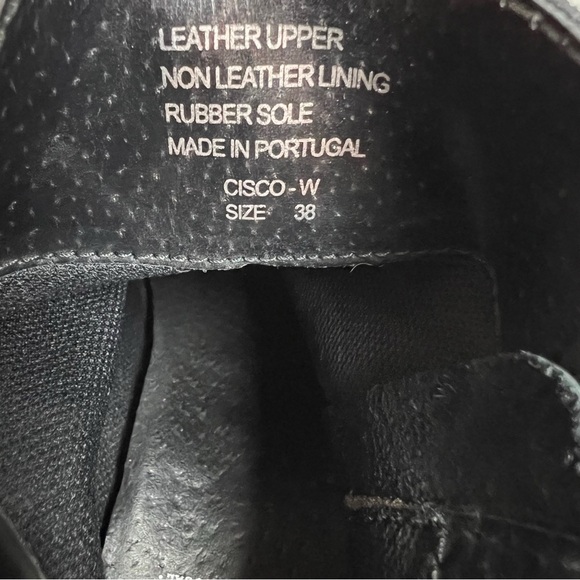 LEATHER UPPER
NON LEATHER LINING
RUBBER SOLE
MADE IN PORTUGAL
CISCO - W
SIZE: 38